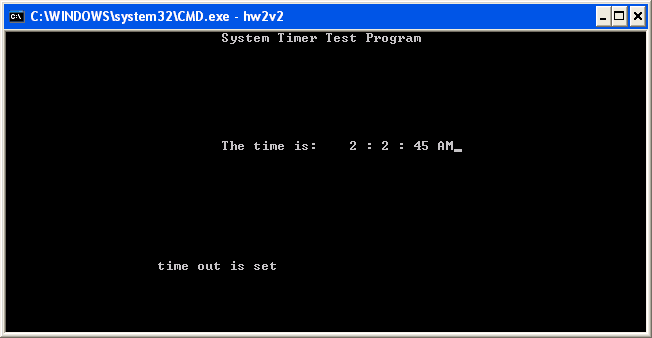 C:\WINDOWS\system32\CMD.exe - hw2v2
System Timer Test Program
The time is: 2 : 2 : 45 AM_
time out is set